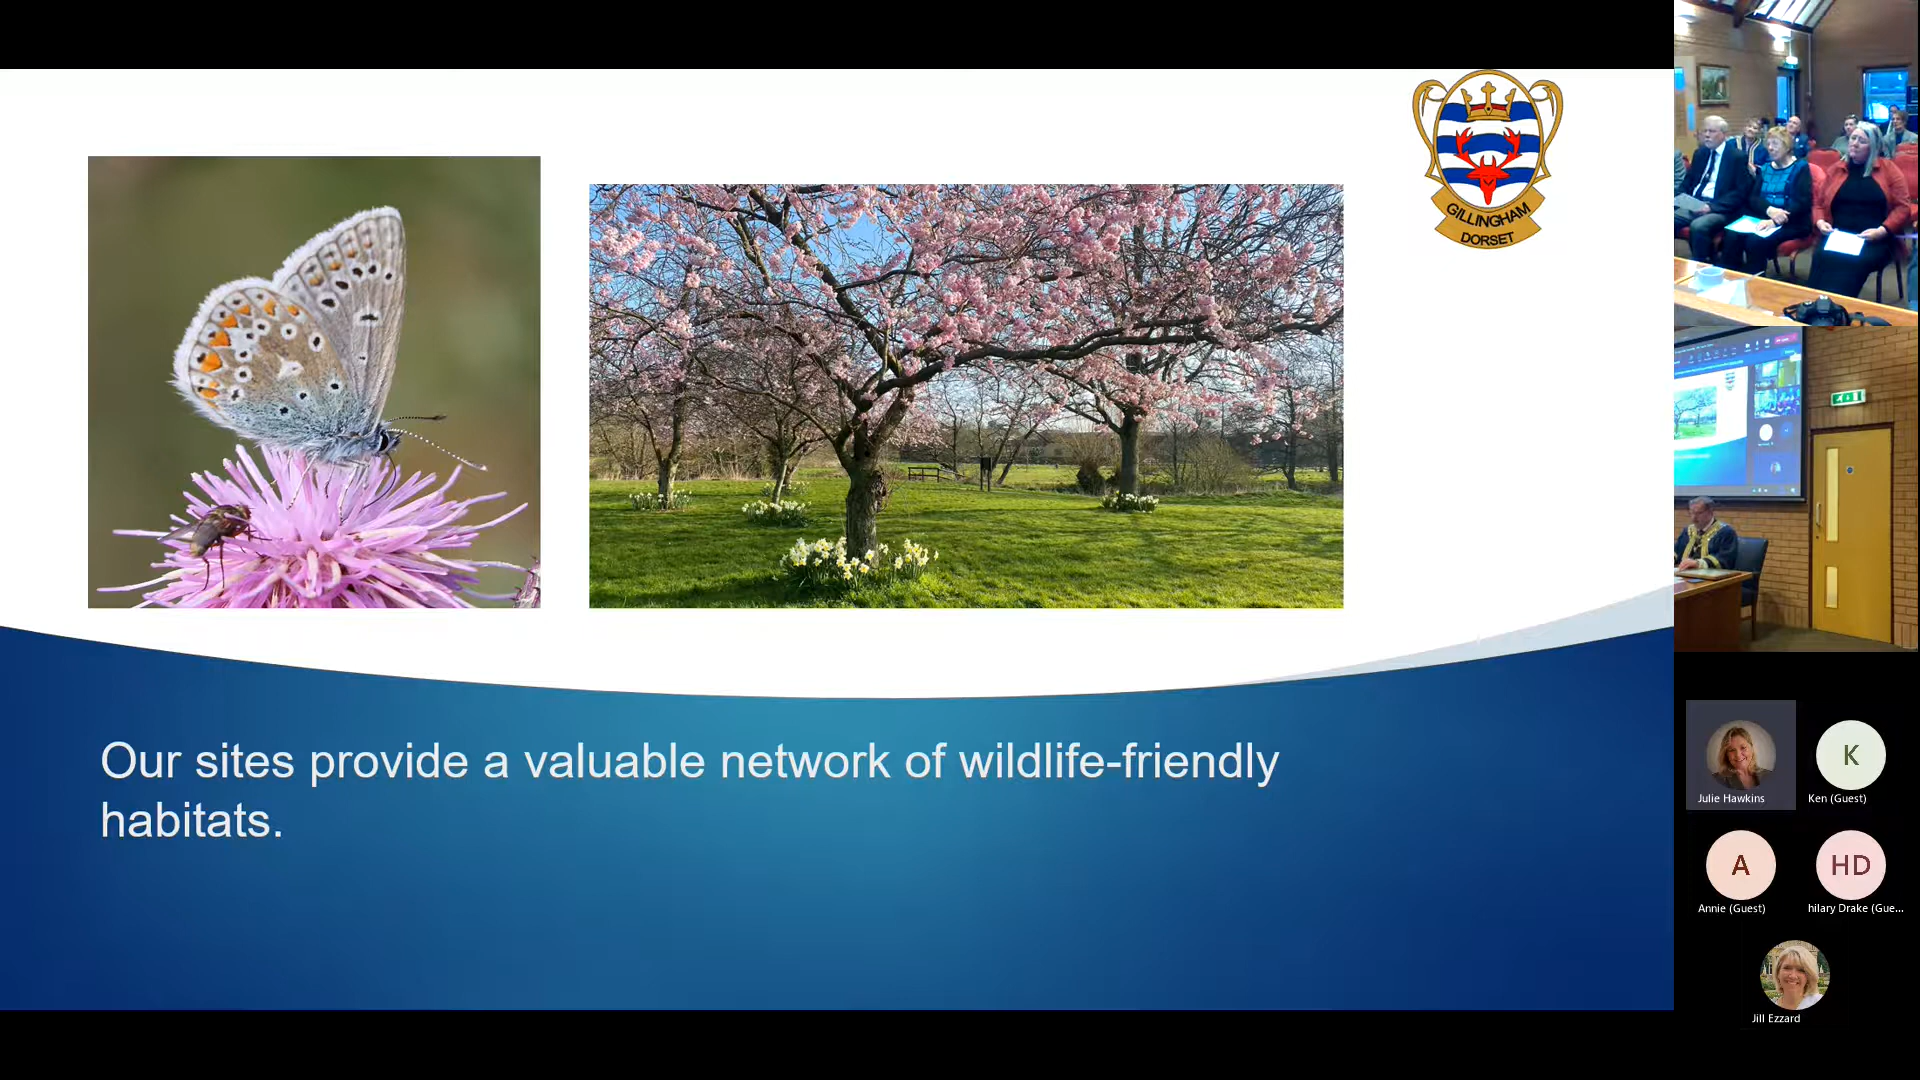 GILLINGHAM
DORSET
Our sites provide a valuable network of wildlife-friendly
habitats.
Julie Hawkins
K
Ken (Guest)
A
Annie (Guest)
HD
hilary Drake (Gue...
Jill Ezzard